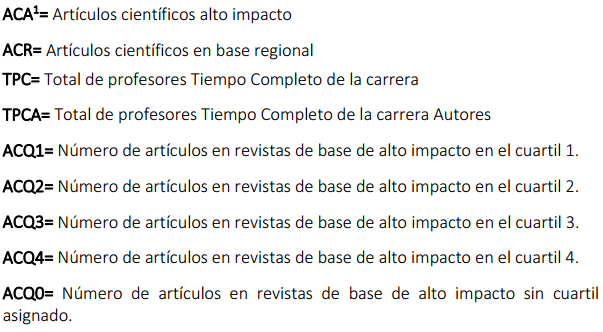 ACA¹= Artículos científicos alto impacto
ACR= Artículos científicos en base regional
TPC= Total de profesores Tiempo Completo de la carrera
TPCA= Total de profesores Tiempo Completo de la carrera Autores
ACQ1= Número de artículos en revistas de base de alto impacto en el cuartil 1.
ACQ2= Número de artículos en revistas de base de alto impacto en el cuartil 2.
ACQ3= Número de artículos en revistas de base de alto impacto en el cuartil 3.
ACQ4= Número de artículos en revistas de base de alto impacto en el cuartil 4.
ACQ0= Número de artículos en revistas de base de alto impacto sin cuartil
asignado.